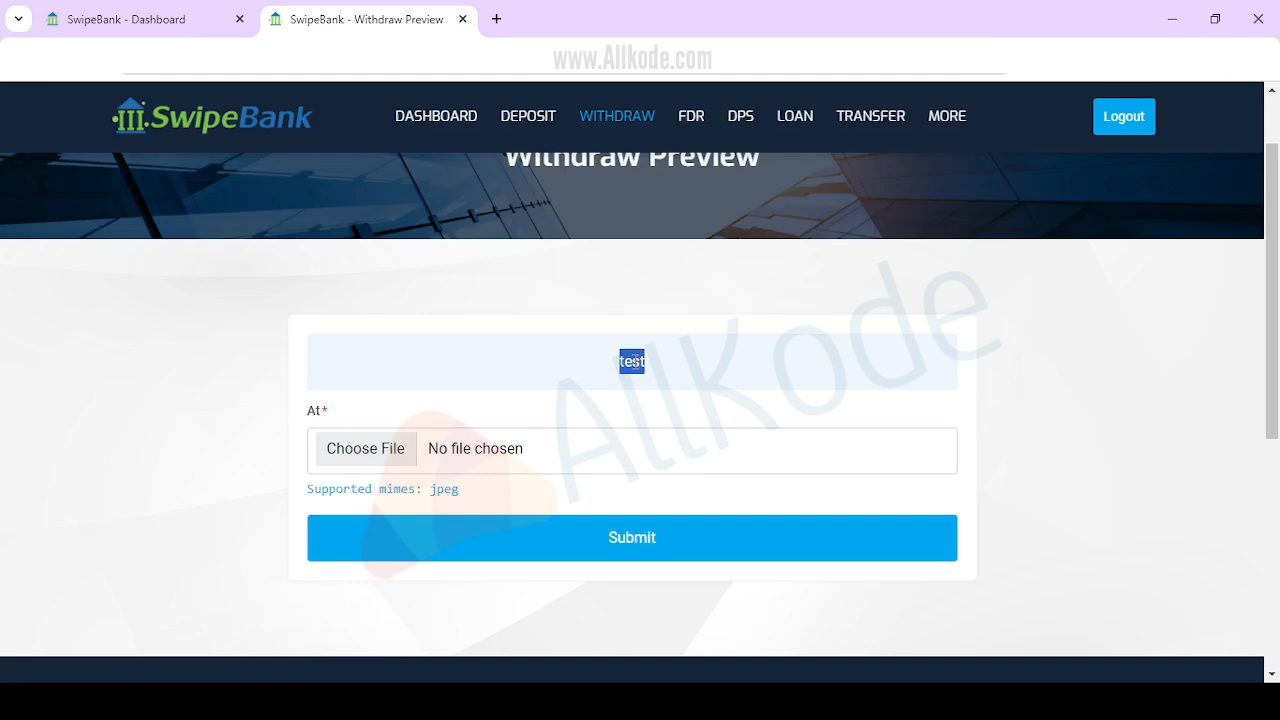 SwipeBank - Dashboard
SwipeBank - Withdraw Preview
www.Allkode.com
SwipeBank
DASHBOARD DEPOSIT WITHDRAW FDR DPS LOAN TRANSFER MORE
Logout
Withdraw Preview
test
At*
Choose File No file chosen
Supported mimes: jpeg
Submit
AllKode